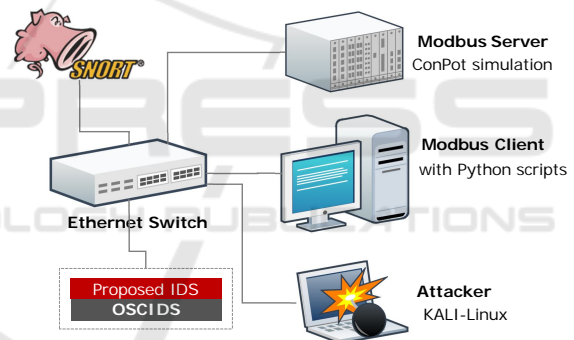 SNORT®
Modbus Server
ConPot simulation
Modbus Client
with Python scripts
Ethernet Switch
Proposed IDS
OSCIDS
Attacker
KALI-Linux